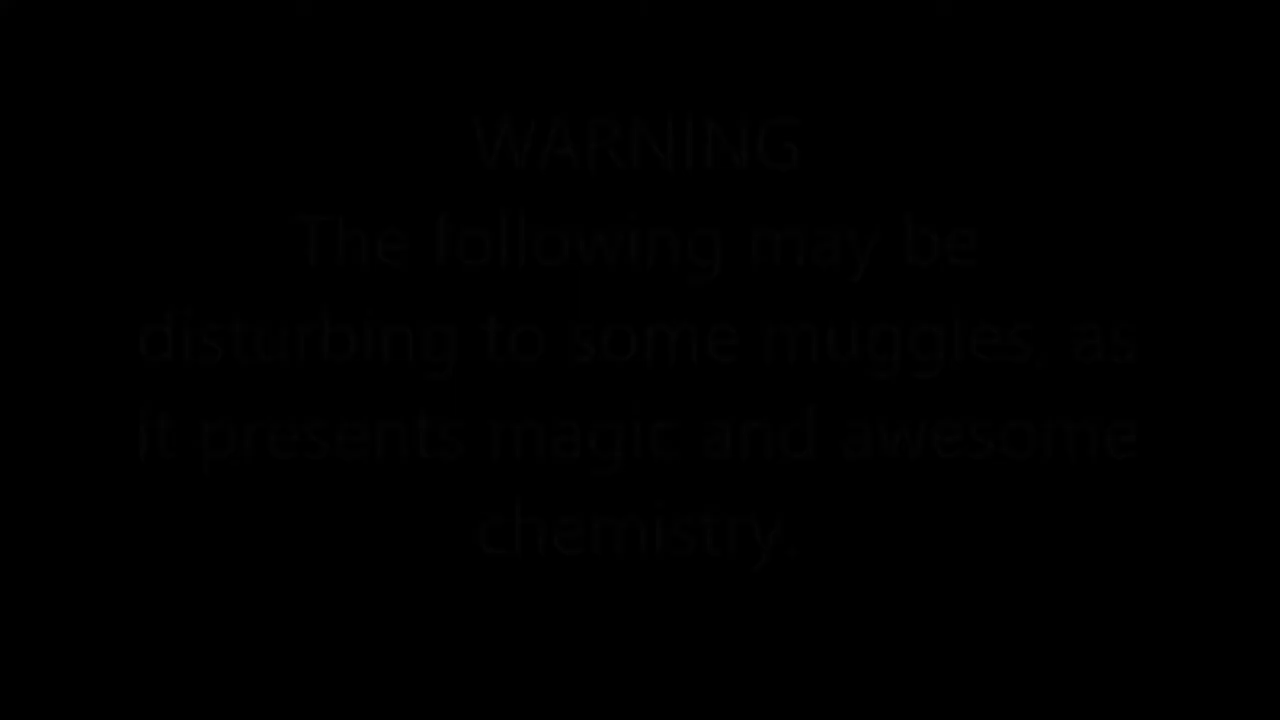 WARNING
The following may be
disturbing to some muggles, as
it presents magic and awesome
chemistry.